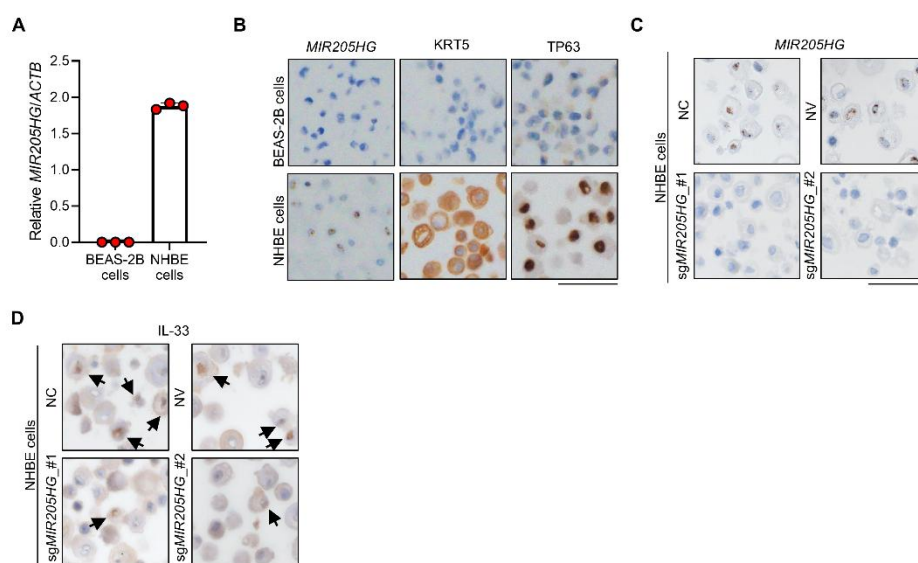 A
Relative MIR205HG/ACTB
2.5
2.0
1.5
1.0
0.5
0.0
BEAS-2B
cells
NHBE
cells
B
MIR205HG
KRT5
TP63
BEAS-2B cells
NHBE cells
C
MIR205HG
NHBE cells
NC
NV
sgMIR205HG_#1
sgMIR205HG_#2
D
IL-33
NHBE cells
NC
NV
sgMIR205HG_#1
sgMIR205HG_#2